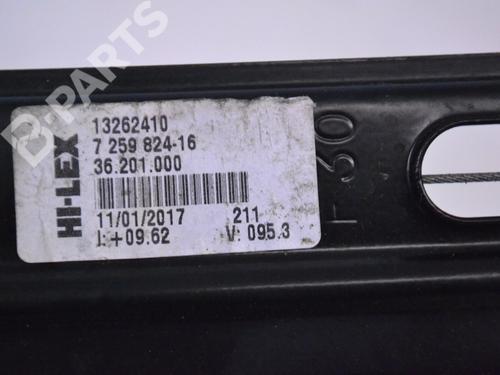 B-PARTS
HI-LEX
13262410
7 259 824-16
36.201.000
11/01/2017 211
I:+09.62 V: 095.3
F30